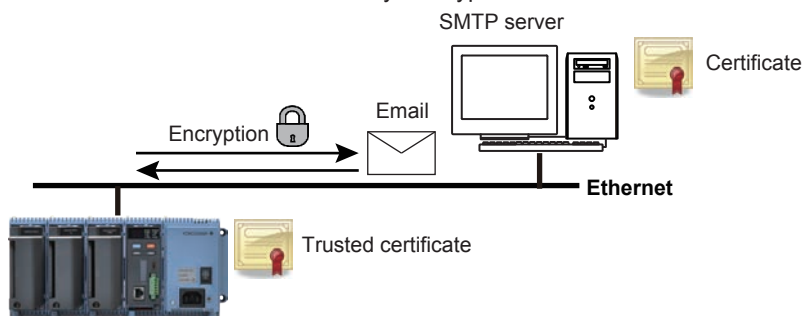 SMTP server
Certificate
Email
Encryption
Ethernet
Trusted certificate